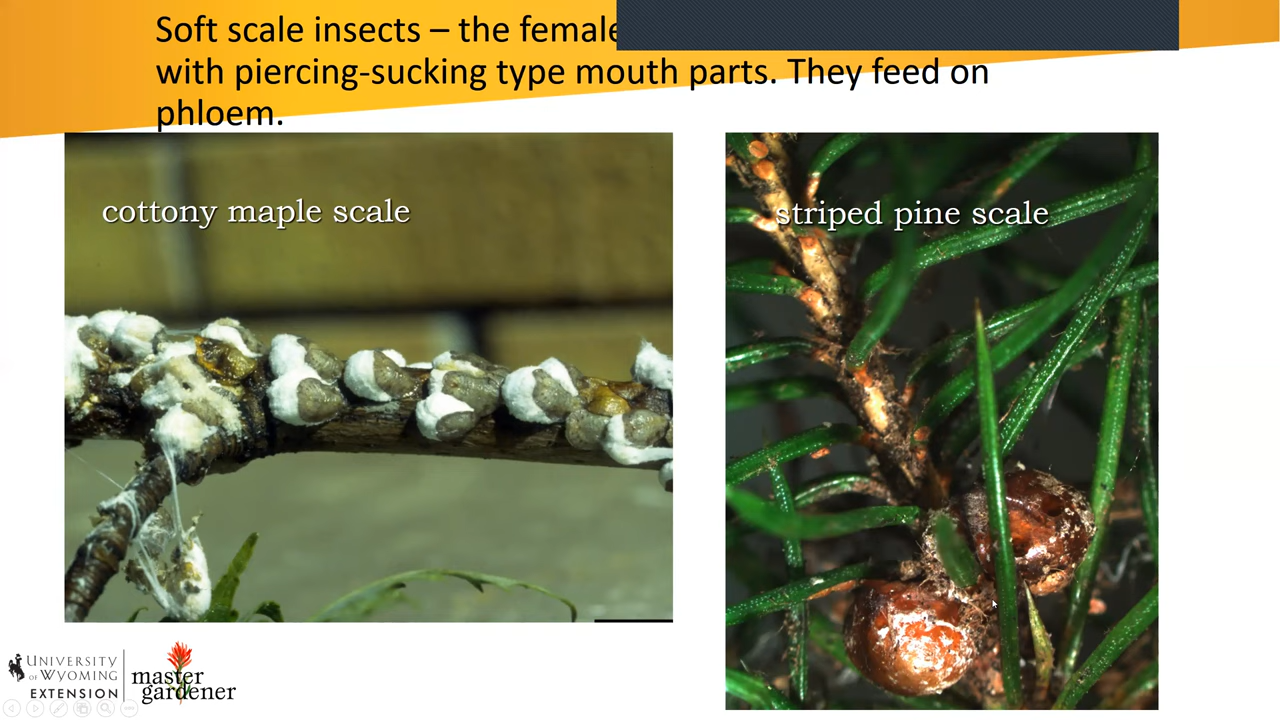 Soft scale insects – the female
with piercing-sucking type mouth parts. They feed on
phloem.
cottony maple scale
striped pine scale
UNIVERSITY
OF WYOMING
EXTENSION
master
gardener